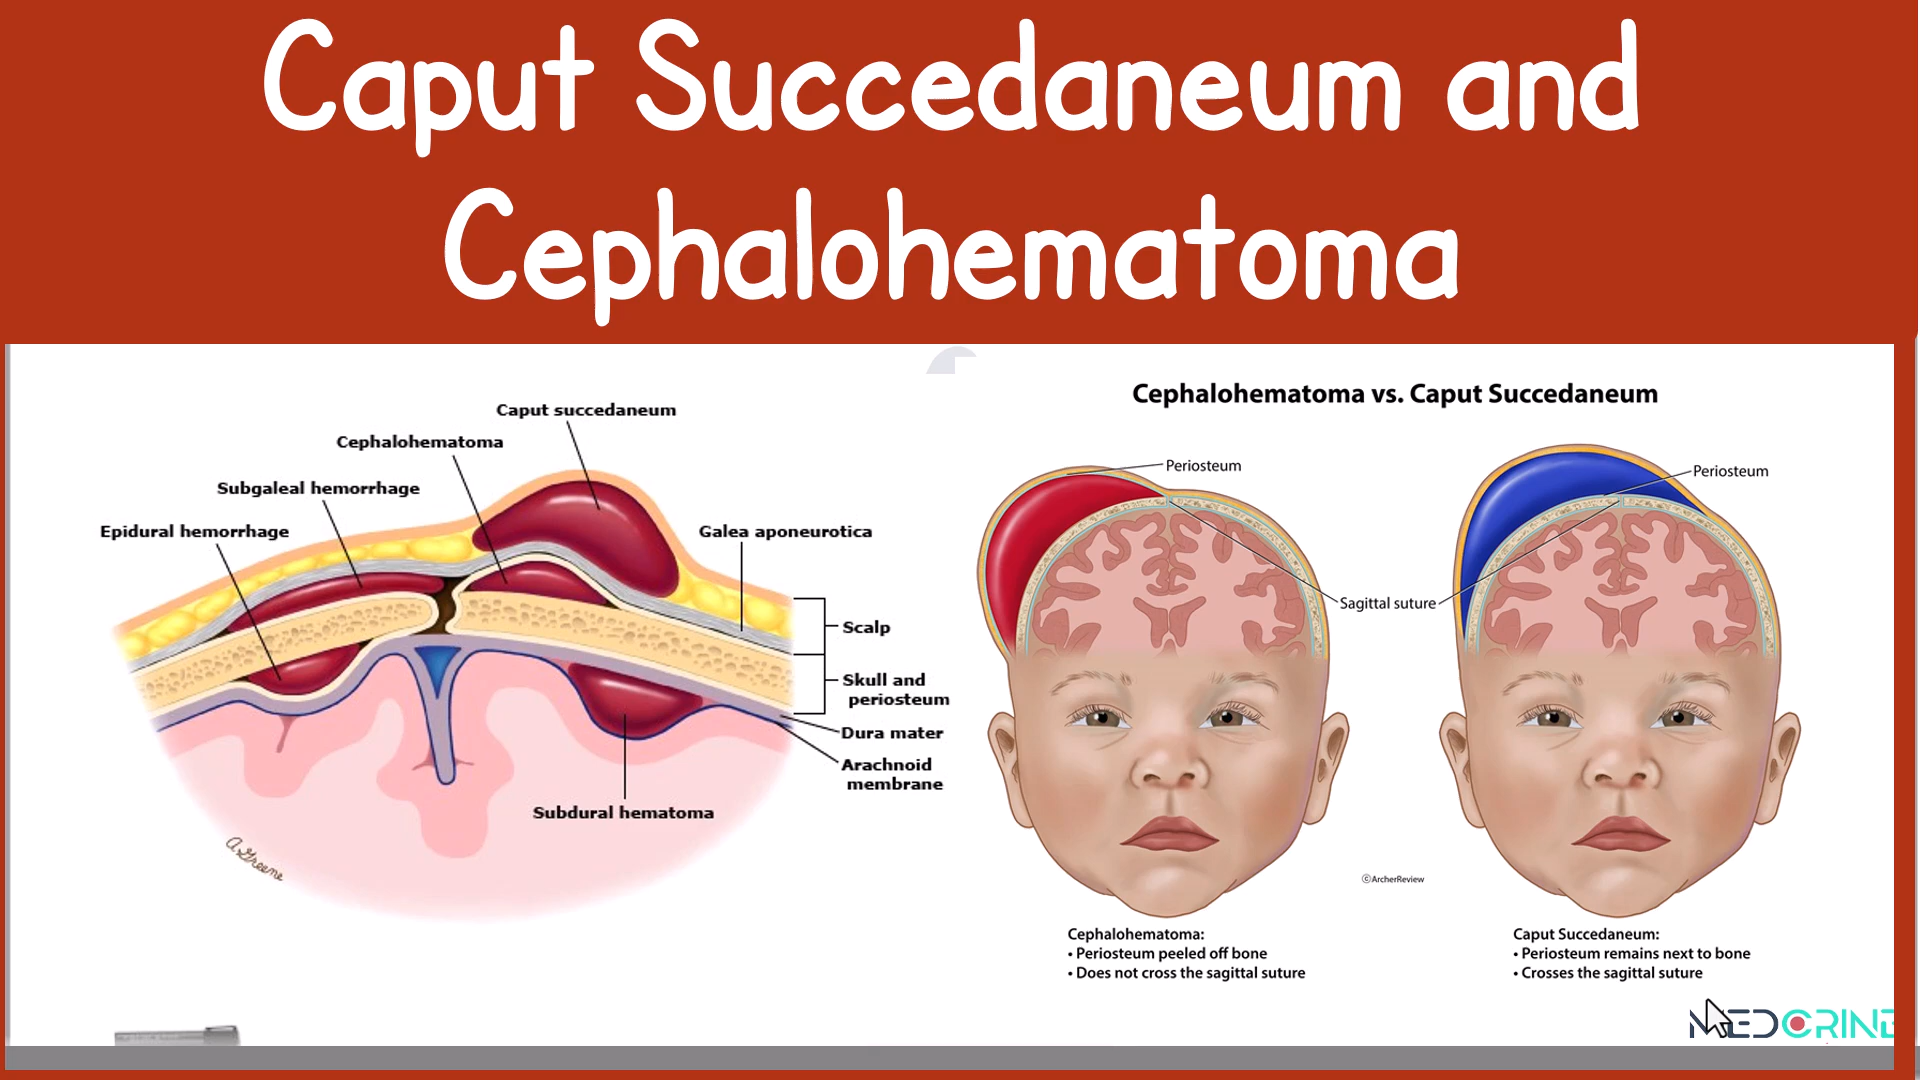 Caput Succedaneum and
Cephalohematoma
Caput succedaneum
Cephalohematoma
Subgaleal hemorrhage
Epidural hemorrhage
Galea aponeurotica
Scalp
Skull and
periosteum
Dura mater
Arachnoid
membrane
Subdural hematoma
A.Greene
Cephalohematoma vs. Caput Succedaneum
Periosteum
Periosteum
Sagittal suture
©ArcherReview
Cephalohematoma:
• Periosteum peeled off bone
• Does not cross the sagittal suture
Caput Succedaneum:
• Periosteum remains next to bone
• Crosses the sagittal suture
MEDCRINE